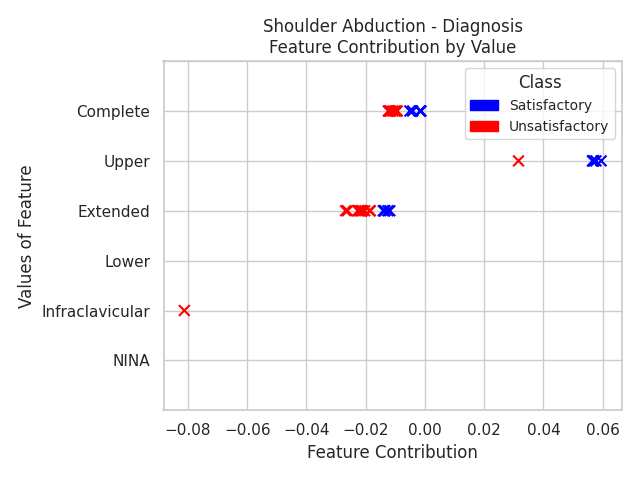 Shoulder Abduction - Diagnosis
Feature Contribution by Value
Class
Satisfactory
Unsatisfactory
Values of Feature
Complete
Upper
Extended
Lower
Infraclavicular
NINA
−0.08 −0.06 −0.04 −0.02 0.00 0.02 0.04 0.06
Feature Contribution